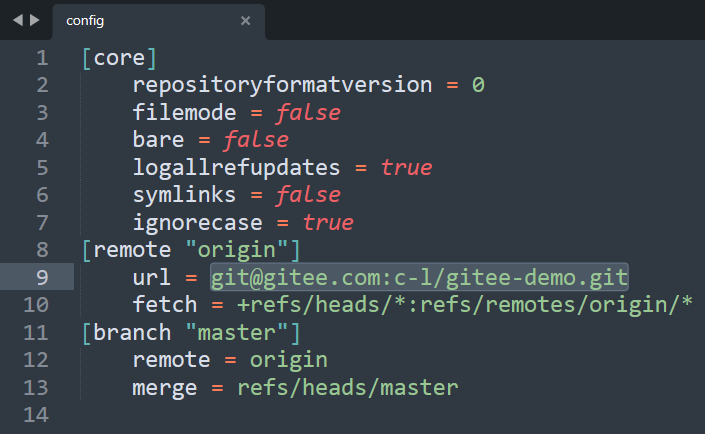 config
1 [core]
2 repositoryformatversion = 0
3 filemode = false
4 bare = false
5 logallrefupdates = true
6 symlinks = false
7 ignorecase = true
8 [remote "origin"]
9 url = git@gitee.com:c-l/gitee-demo.git
10 fetch = +refs/heads/*:refs/remotes/origin/*
11 [branch "master"]
12 remote = origin
13 merge = refs/heads/master
14